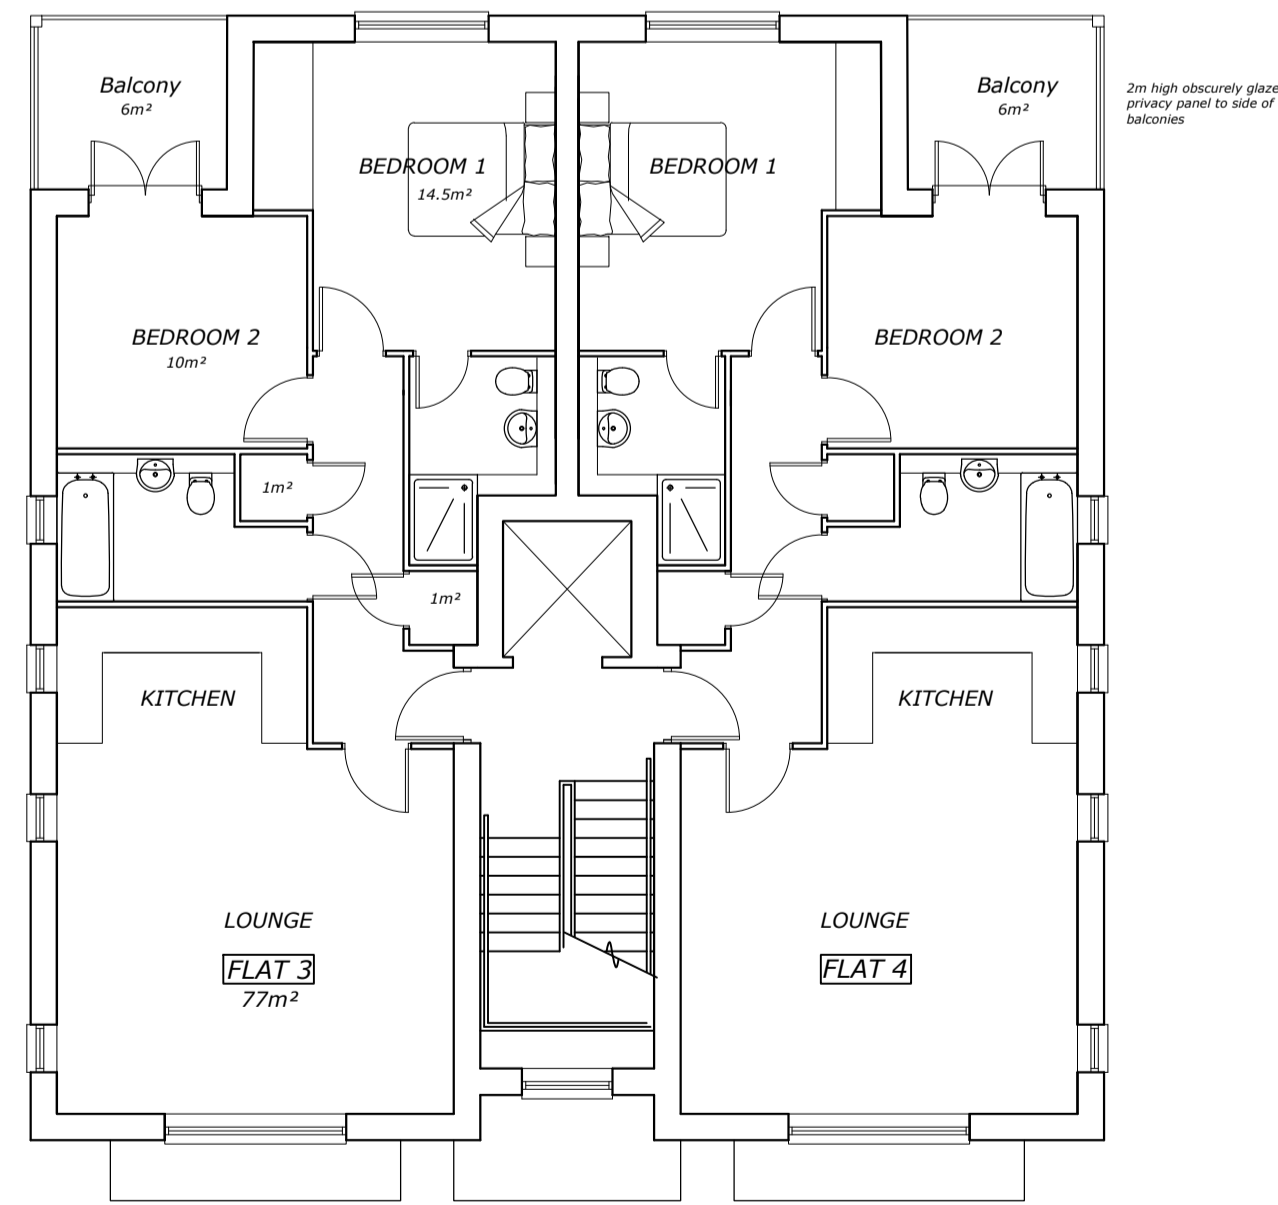 Balcony
6m²
Balcony
6m²
2m high obscurely glaze
privacy panel to side of
balconies
BEDROOM 1
14.5m²
BEDROOM 1
BEDROOM 2
10m²
BEDROOM 2
1m²
1m²
KITCHEN
KITCHEN
LOUNGE
FLAT 3
77m²
LOUNGE
FLAT 4